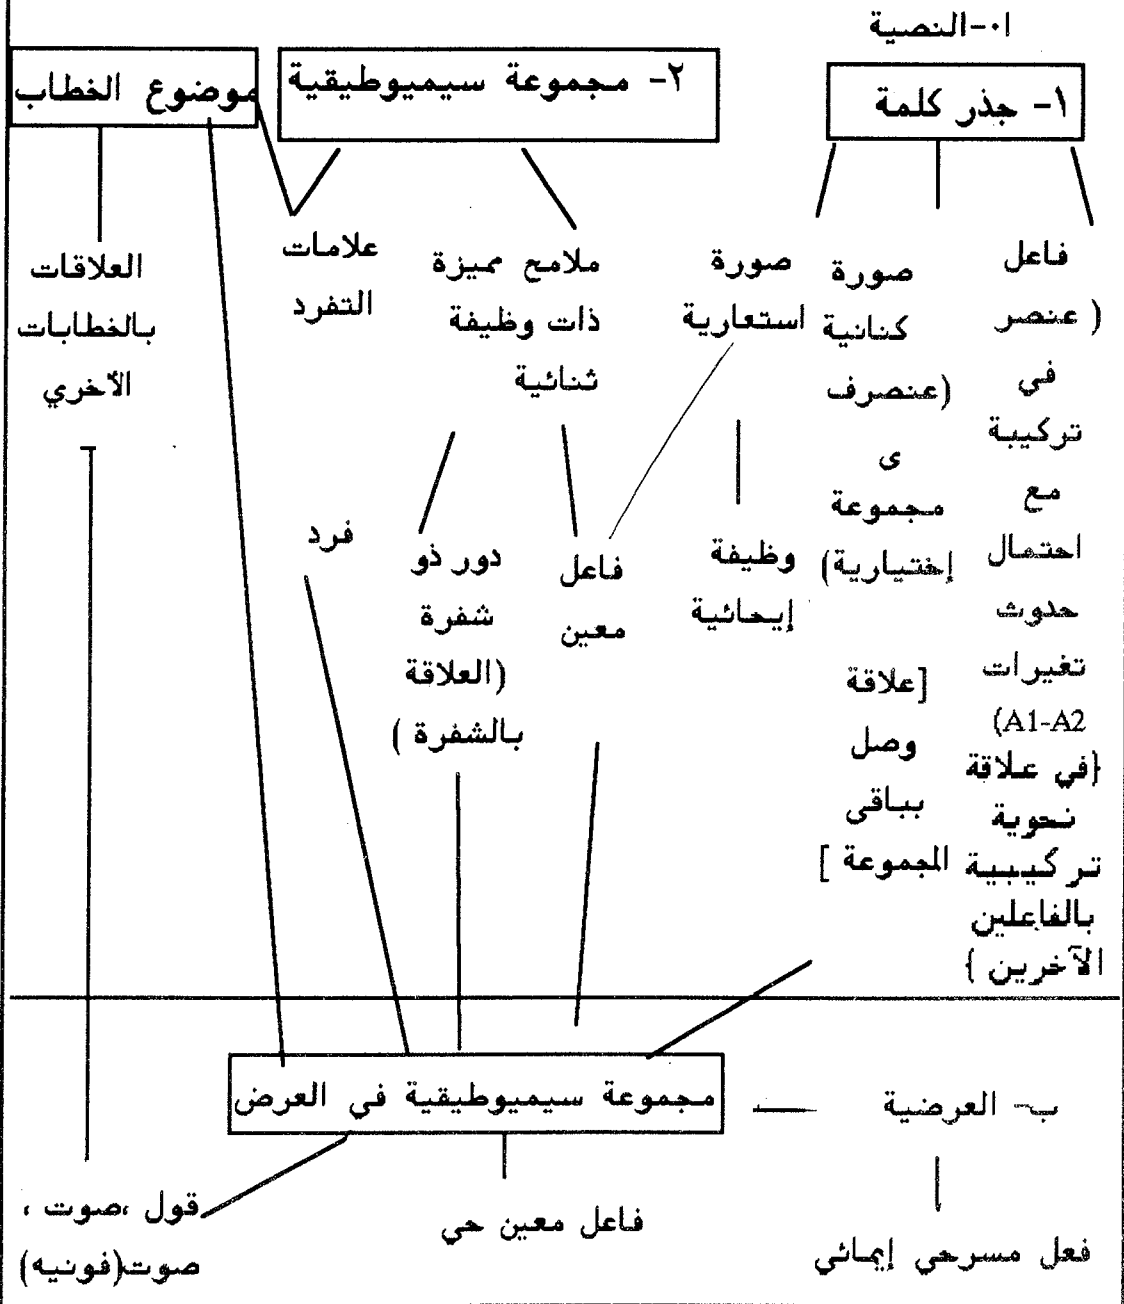 ا٠-النصية
١- جذر كلمة
٢- مجموعة سيميوطيقية
موضوع الخطاب
فاعل
( عنصر
في
تركيبة
مع
احتمال
حدوث
تغيرات
(A1-A2
{في علاقة
نحوية
تركيبية
بالفاعلين
الآخرين }
صورة
كنانية
(عنصرف
ى
مجموعة
إختيارية)
[علاقة
وصل
بباقى
المجموعة ]
صورة
استعارية
وظيفة
إيحائية
ملامح مميزة
ذات وظيفة
ثنائية
فاعل
معين
دور ذو
شفرة
(العلاقة
بالشفرة )
علامات
التفرد
فرد
العلاقات
بالخطابات
الآخري
ب- العرضية
مجموعة سيميوطيقية في العرض
فعل مسرحي إيمائي
فاعل معين حي
قول ،صوت ،
صوت(فونيه)